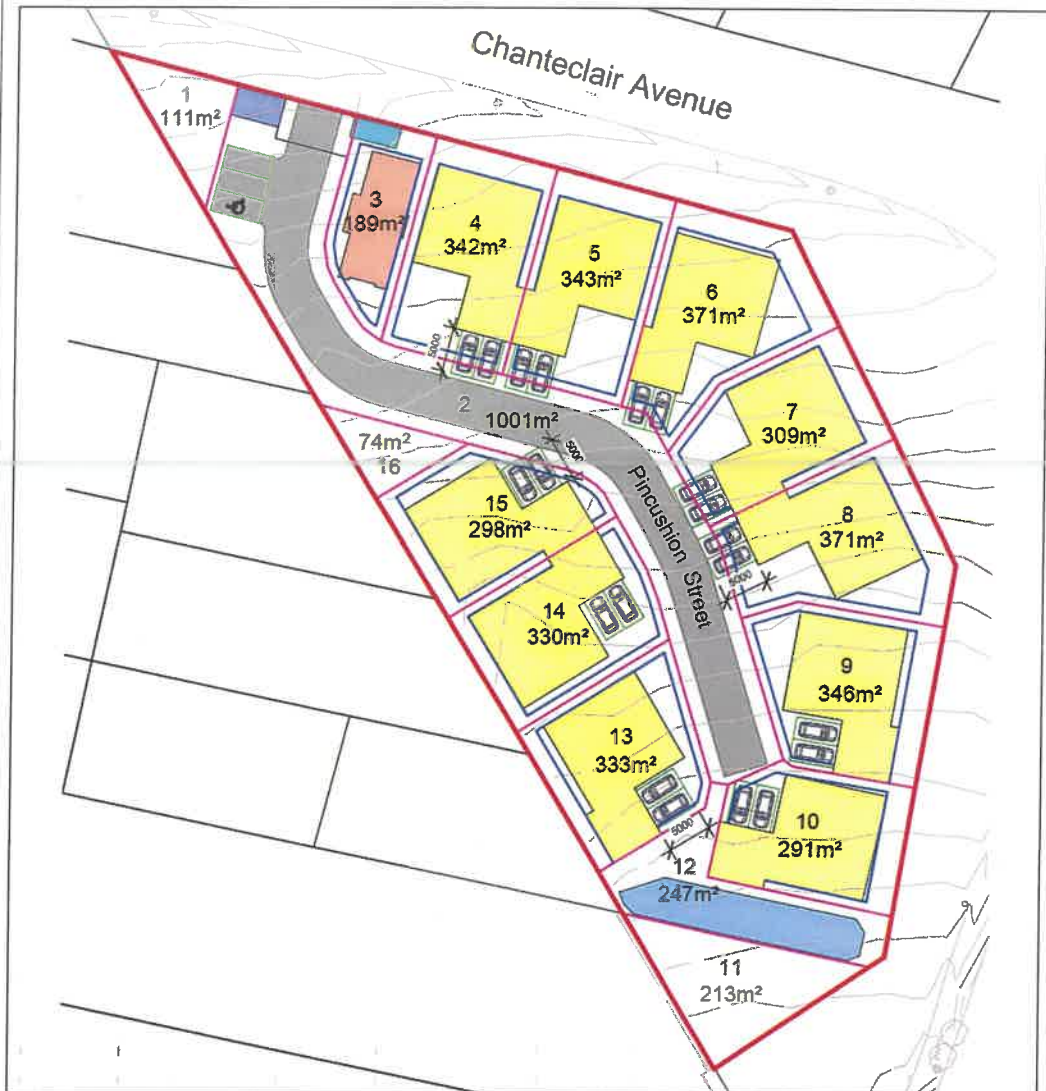 Chanteclair Avenue
1
111m²
3
189m²
4
342m²
5
343m²
6
371m²
5000
2
1001m²
7
309m²
74m²
16
5000
Pincushion Street
15
298m²
8
371m²
5000
14
330m²
9
346m²
13
333m²
10
291m²
5000
12
247m²
11
213m²